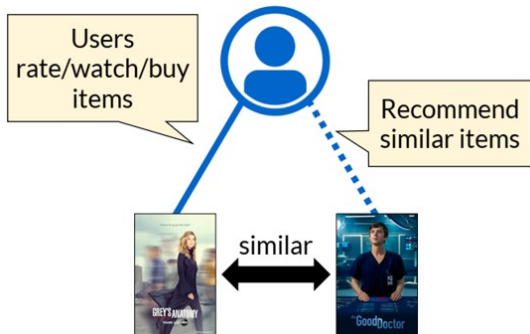 Users
rate/watch/buy
items
Recommend
similar items
similar
GREY'S ANATOMY
the Good Doctor